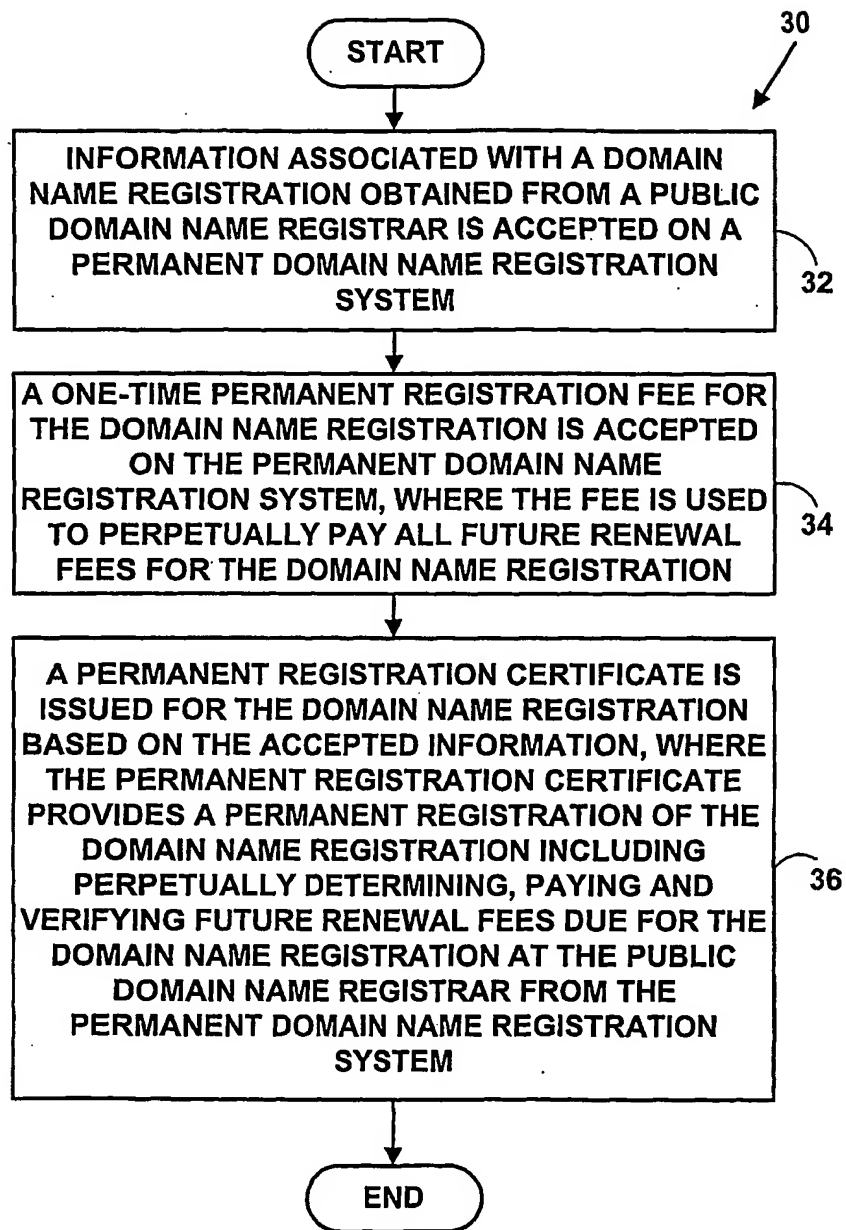 START
30
INFORMATION ASSOCIATED WITH A DOMAIN
NAME REGISTRATION OBTAINED FROM A PUBLIC
DOMAIN NAME REGISTRAR IS ACCEPTED ON A
PERMANENT DOMAIN NAME REGISTRATION
SYSTEM
32
A ONE-TIME PERMANENT REGISTRATION FEE FOR
THE DOMAIN NAME REGISTRATION IS ACCEPTED
ON THE PERMANENT DOMAIN NAME
REGISTRATION SYSTEM, WHERE THE FEE IS USED
TO PERPETUALLY PAY ALL FUTURE RENEWAL
FEES FOR THE DOMAIN NAME REGISTRATION
34
A PERMANENT REGISTRATION CERTIFICATE IS
ISSUED FOR THE DOMAIN NAME REGISTRATION
BASED ON THE ACCEPTED INFORMATION, WHERE
THE PERMANENT REGISTRATION CERTIFICATE
PROVIDES A PERMANENT REGISTRATION OF THE
DOMAIN NAME REGISTRATION INCLUDING
PERPETUALLY DETERMINING, PAYING AND
VERIFYING FUTURE RENEWAL FEES DUE FOR THE
DOMAIN NAME REGISTRATION AT THE PUBLIC
DOMAIN NAME REGISTRAR FROM THE
PERMANENT DOMAIN NAME REGISTRATION
SYSTEM
36
END